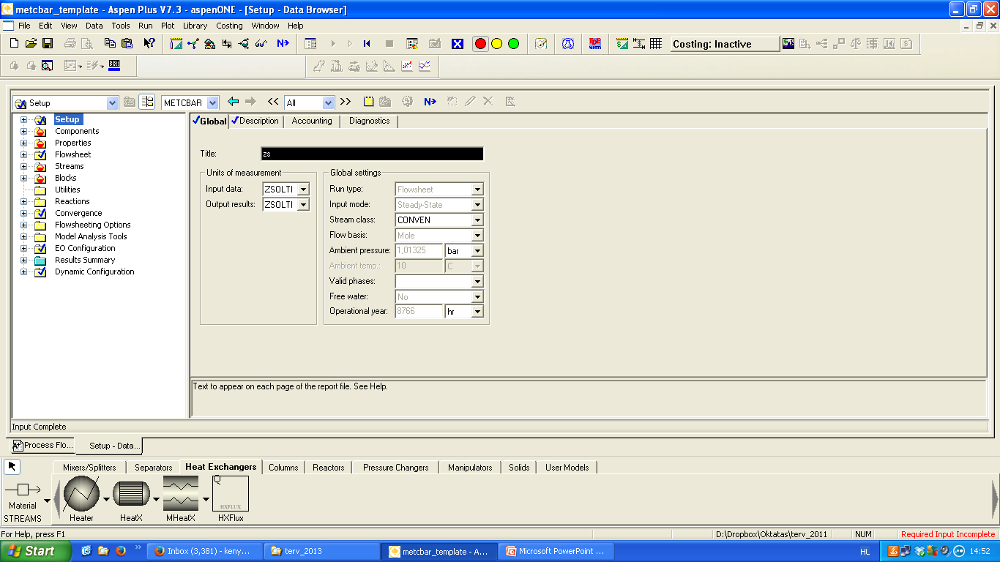 metcbar_template - Aspen Plus V7.3 - aspenONE - [Setup - Data Browser]
File Edit View Data Tools Run Plot Library Costing Window Help
N> Costing: Inactive
Setup METCBAR << All >> N>
Setup
Components
Properties
Flowsheet
Streams
Blocks
Utilities
Reactions
Convergence
Flowsheeting Options
Model Analysis Tools
EO Configuration
Results Summary
Dynamic Configuration
Global Description Accounting Diagnostics
Title: zs
Units of measurement
Input data: ZSOLTI
Output results: ZSOLTI
Global settings
Run type: Flowsheet
Input mode: Steady-State
Stream class: CONVEN
Flow basis: Mole
Ambient pressure: 1,01325 bar
Ambient temp.: 10 C
Valid phases:
Free water: No
Operational year: 8766 hr
Text to appear on each page of the report file. See Help.
Input Complete
Process Flo... Setup - Data...
Mixers/Splitters Separators Heat Exchangers Columns Reactors Pressure Changers Manipulators Solids User Models
Q
HXFLUX
Material
STREAMS
Heater HeatX MHeatX HXFlux
For Help, press F1 D:\Dropbox\Oktatas\terv_2011 NUM Required Input Incomplete
Start Inbox (3,381) - keny... terv_2013 metcbar_template - A... Microsoft PowerPoint ... HL 14:52